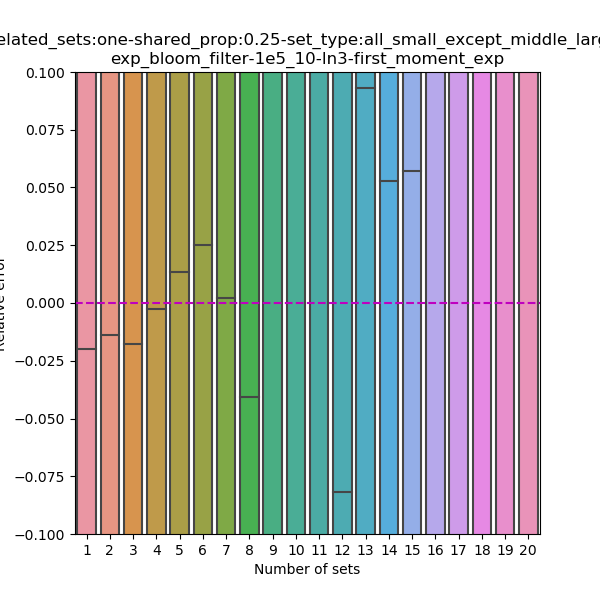 elated_sets:one-shared_prop:0.25-set_type:all_small_except_middle_larg
exp_bloom_filter-1e5_10-ln3-first_moment_exp
0.100
0.075
0.050
0.025
0.000
−0.025
−0.050
−0.075
−0.100
Relative error
1 2 3 4 5 6 7 8 9 10 11 12 13 14 15 16 17 18 19 20
Number of sets